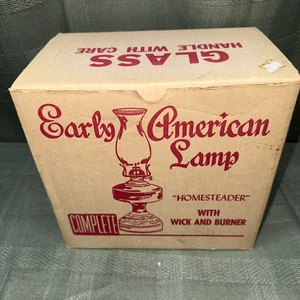 GLASS
HANDLE WITH CARE
Early American
Lamp
"HOMESTEADER"
WITH
WICK AND BURNER
COMPLETE